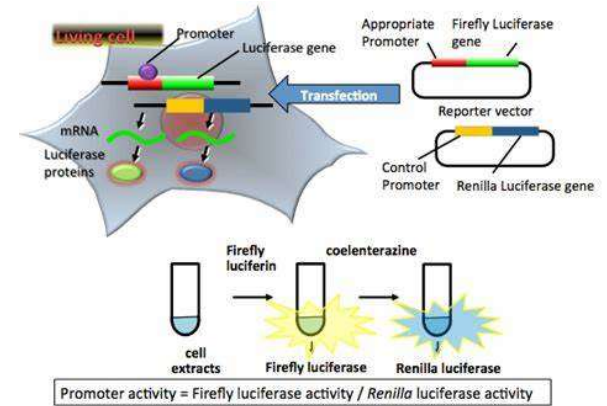 Living cell
Promoter
Luciferase gene
mRNA
Luciferase
proteins
Transfection
Appropriate
Promoter
Firefly Luciferase
gene
Reporter vector
Control
Promoter
Renilla Luciferase gene
Firefly
luciferin
coelenterazine
cell
extracts
Firefly luciferase
Renilla luciferase
Promoter activity = Firefly luciferase activity / Renilla luciferase activity